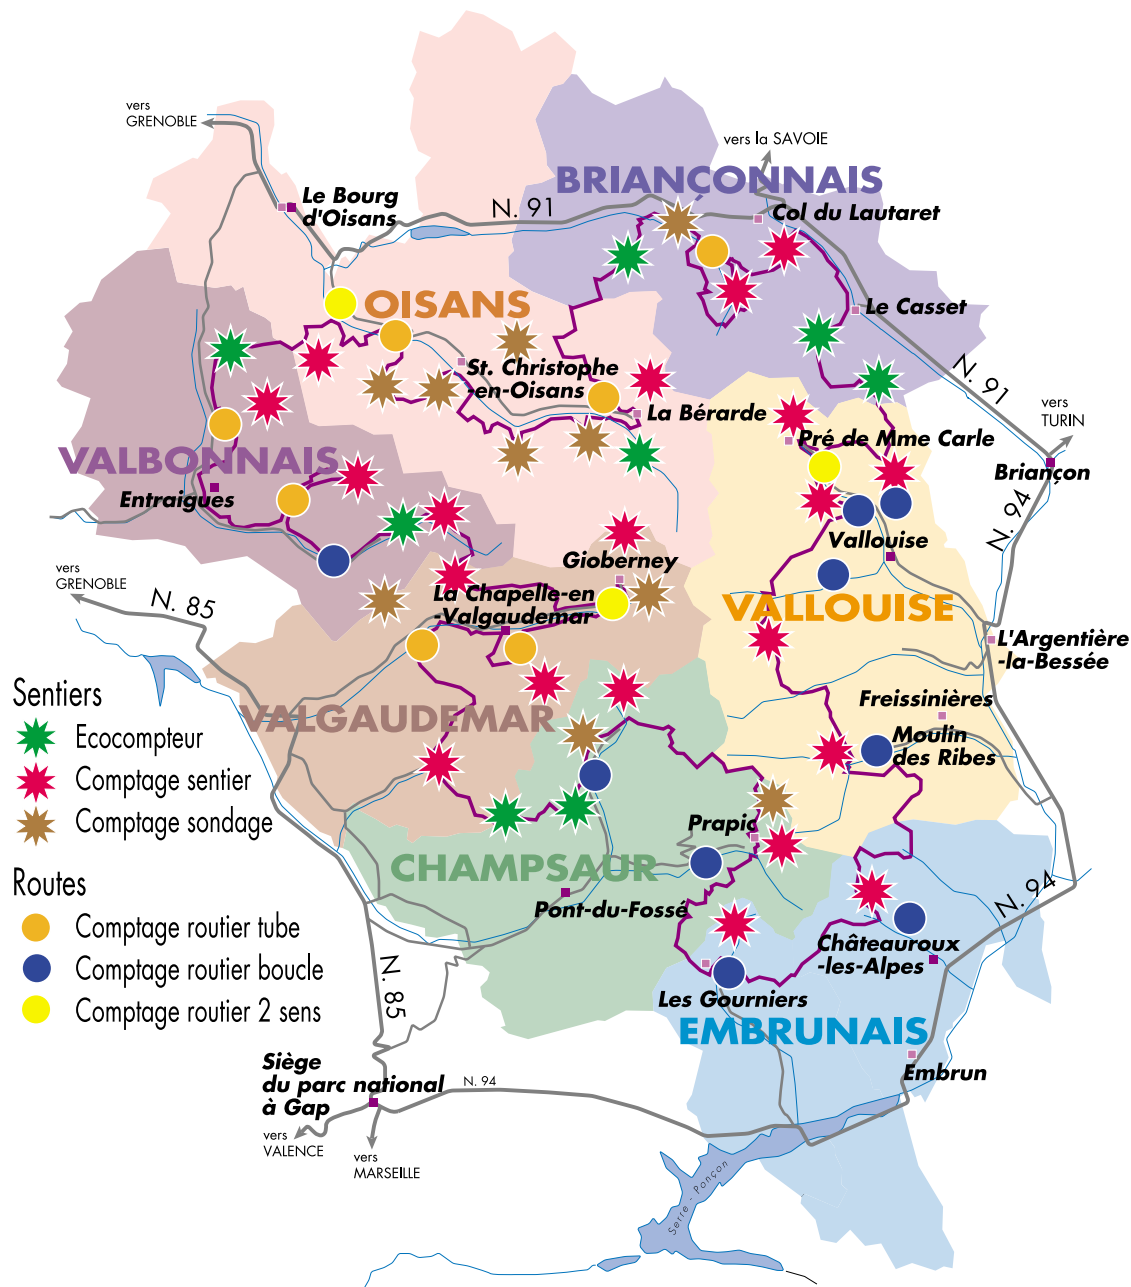 vers
GRENOBLE
vers la SAVOIE
BRIANÇONNAIS
Le Bourg
d'Oisans
N. 91
Col du Lautaret
OISANS
Le Casset
St. Christophe
-en-Oisans
N. 91
La Bérarde
vers
TURIN
Pré de Mme Carle
VALBONNAIS
Briançon
Entraigues
N. 94
Vallouise
Gioberney
vers
GRENOBLE
N. 85
La Chapelle-en
-Valgaudemar
VALLOUISE
L'Argentière
-la-Bessée
Sentiers
Freissinières
VALGAUDEMAR
Ecocompteur
Moulin
des Ribes
Comptage sentier
Comptage sondage
Prapic
CHAMPSAUR
Routes
N. 94
Pont-du-Fossé
Comptage routier tube
Châteauroux
-les-Alpes
Comptage routier boucle
N. 85
Les Gourniers
Comptage routier 2 sens
EMBRUNAIS
Siège
du parc national
à Gap
N. 94
Embrun
vers
VALENCE
vers
MARSEILLE
Serre - Ponçon